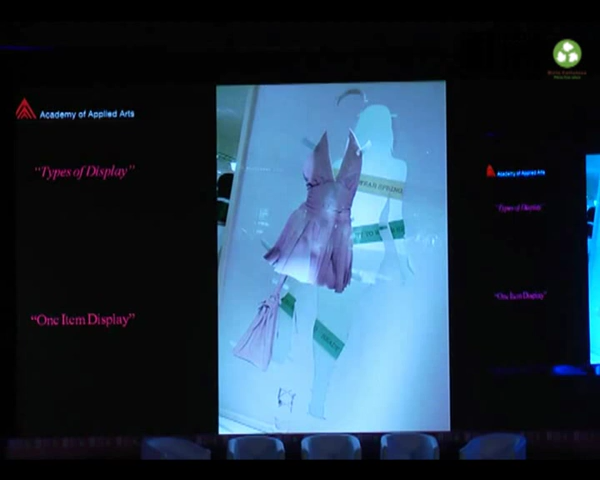 Academy of Applied Arts
"Types of Display"
"One Item Display"
Academy of Applied Arts
"Types of Display"
"One Item Display"